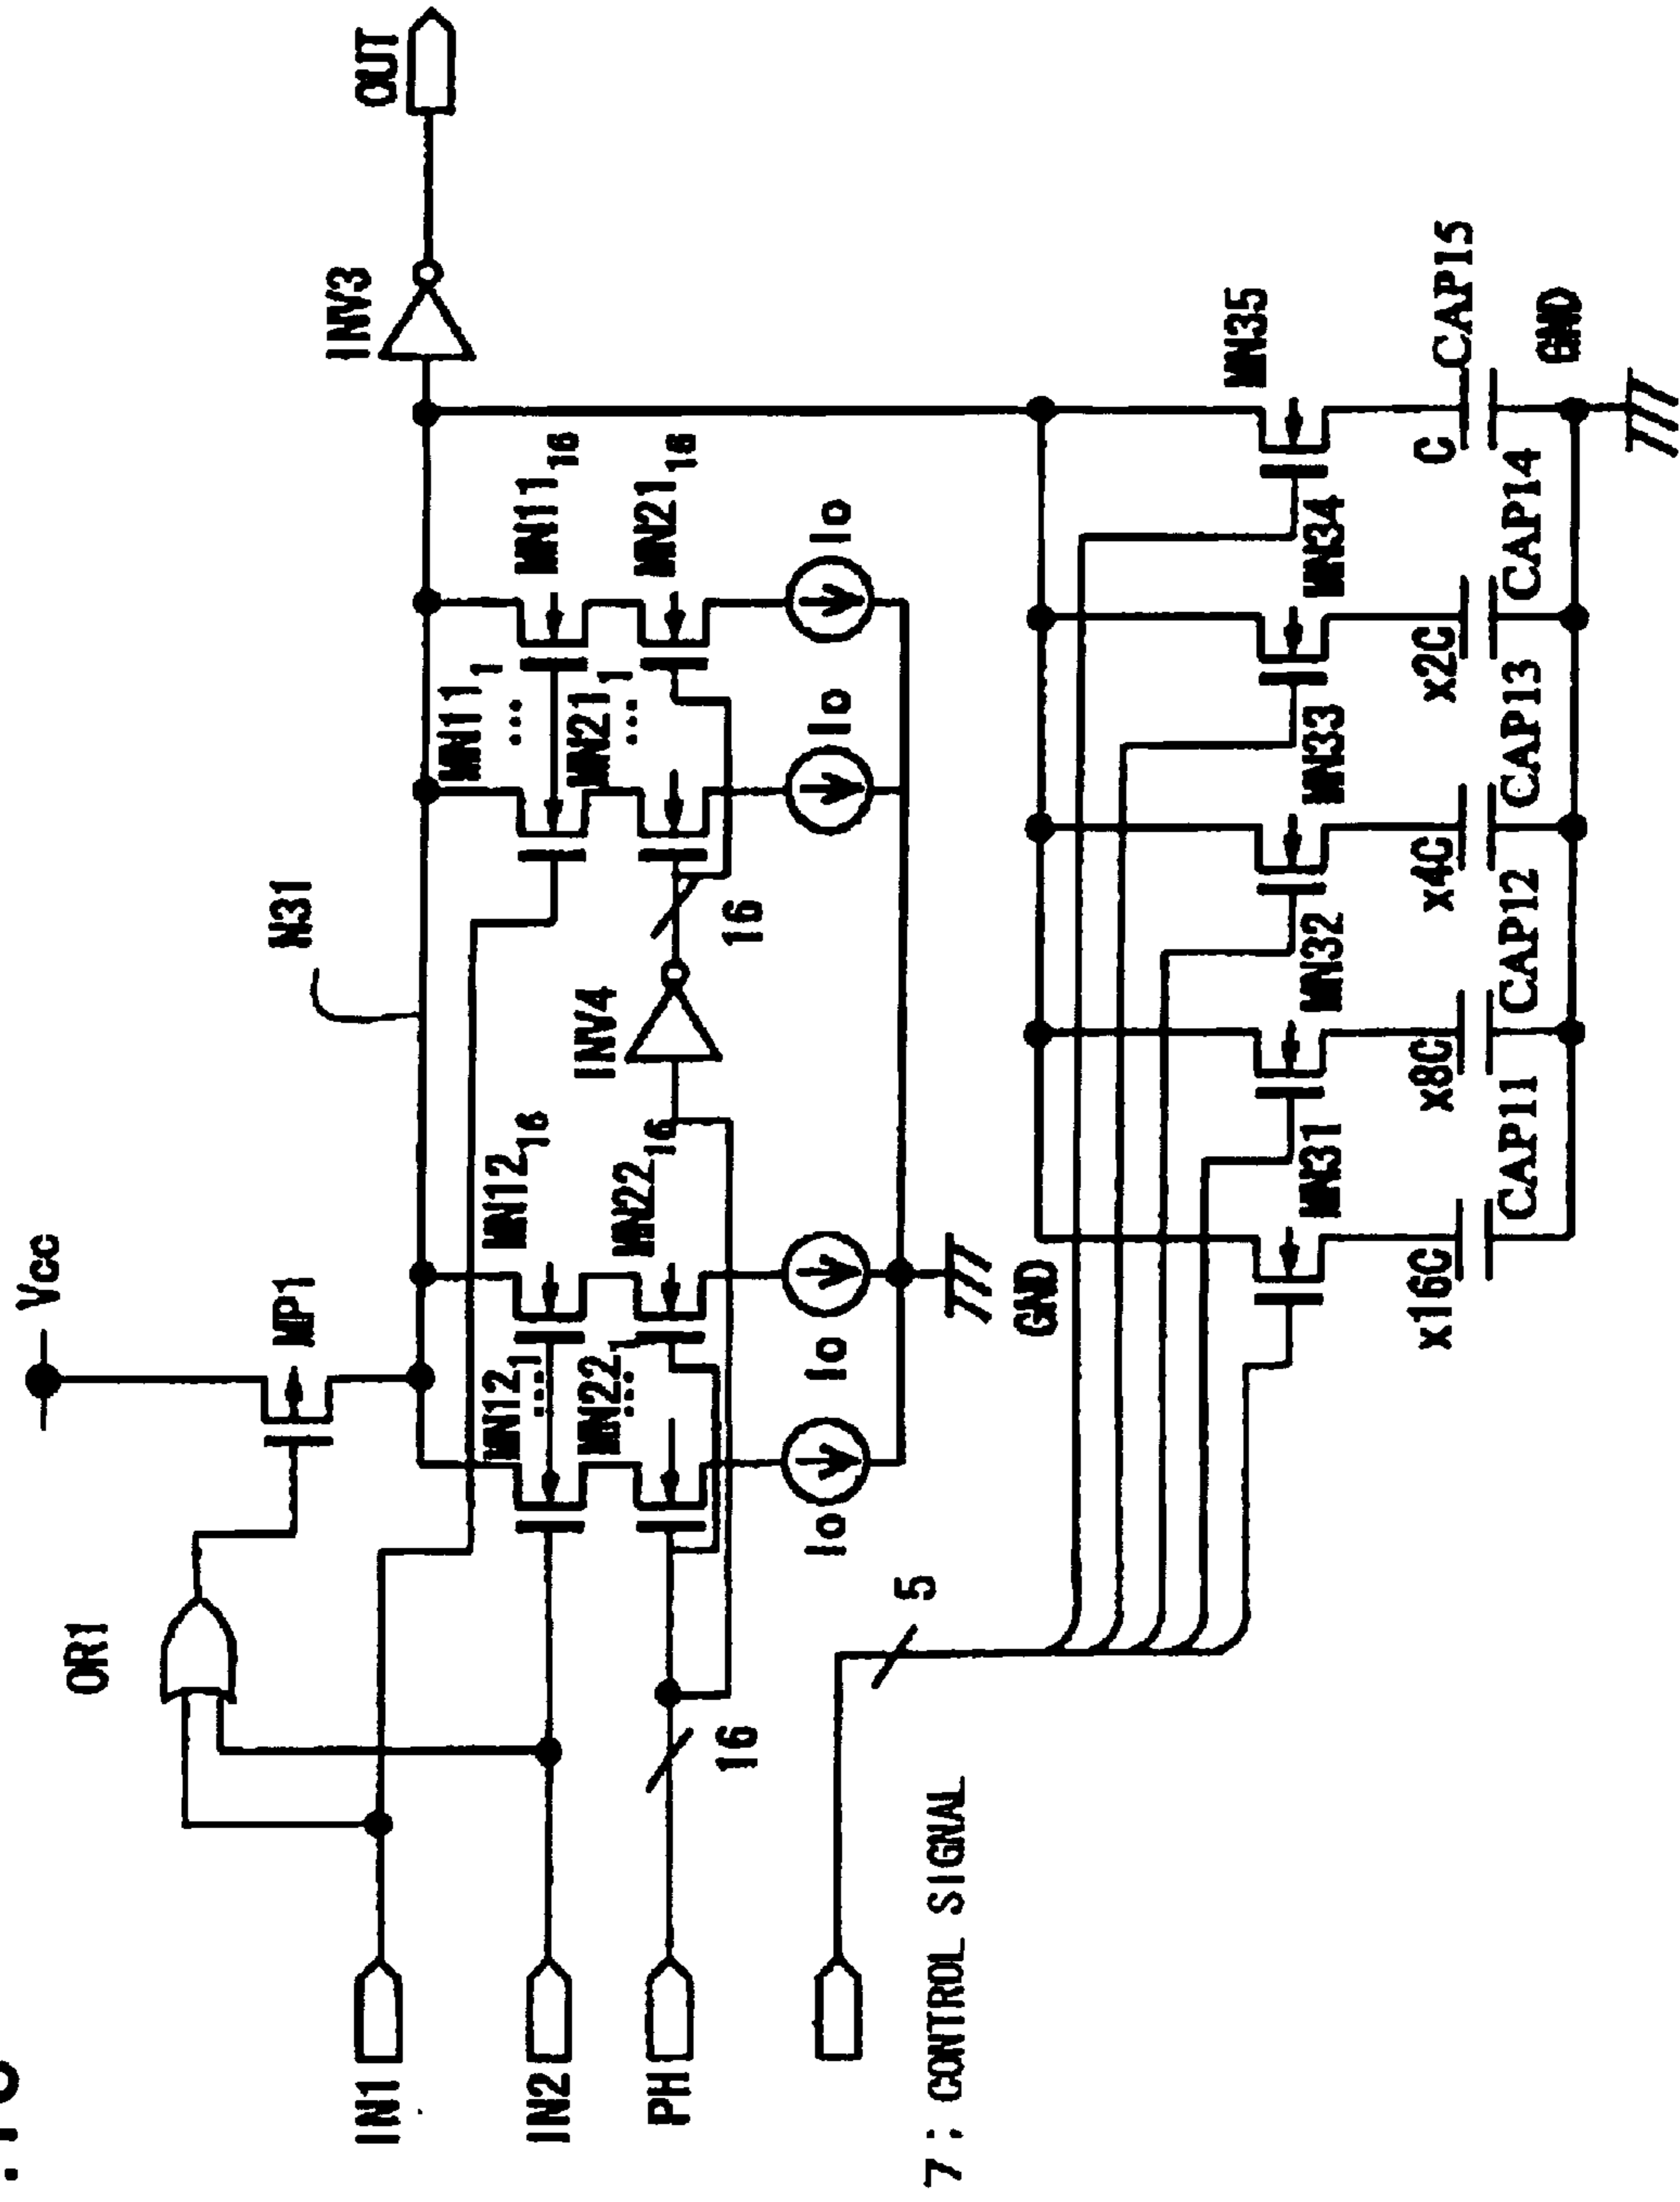 Vcc
OR1
MP1
N31
INV3
OUT
IN1
IN2
PH
16
MN12 1
...
MN12 16
MN22 1
...
MN22 16
INV4
16
MN11 1
...
MN11 16
MN21 1
...
MN21 16
Io
Io
Io
Io
GND
5
7 : CONTROL SIGNAL
MN31
MN32
MN33
MN34
MN35
x16C
x8C
x4C
x2C
C
CAP11
CAP12
CAP13
CAP14
CAP15
GND